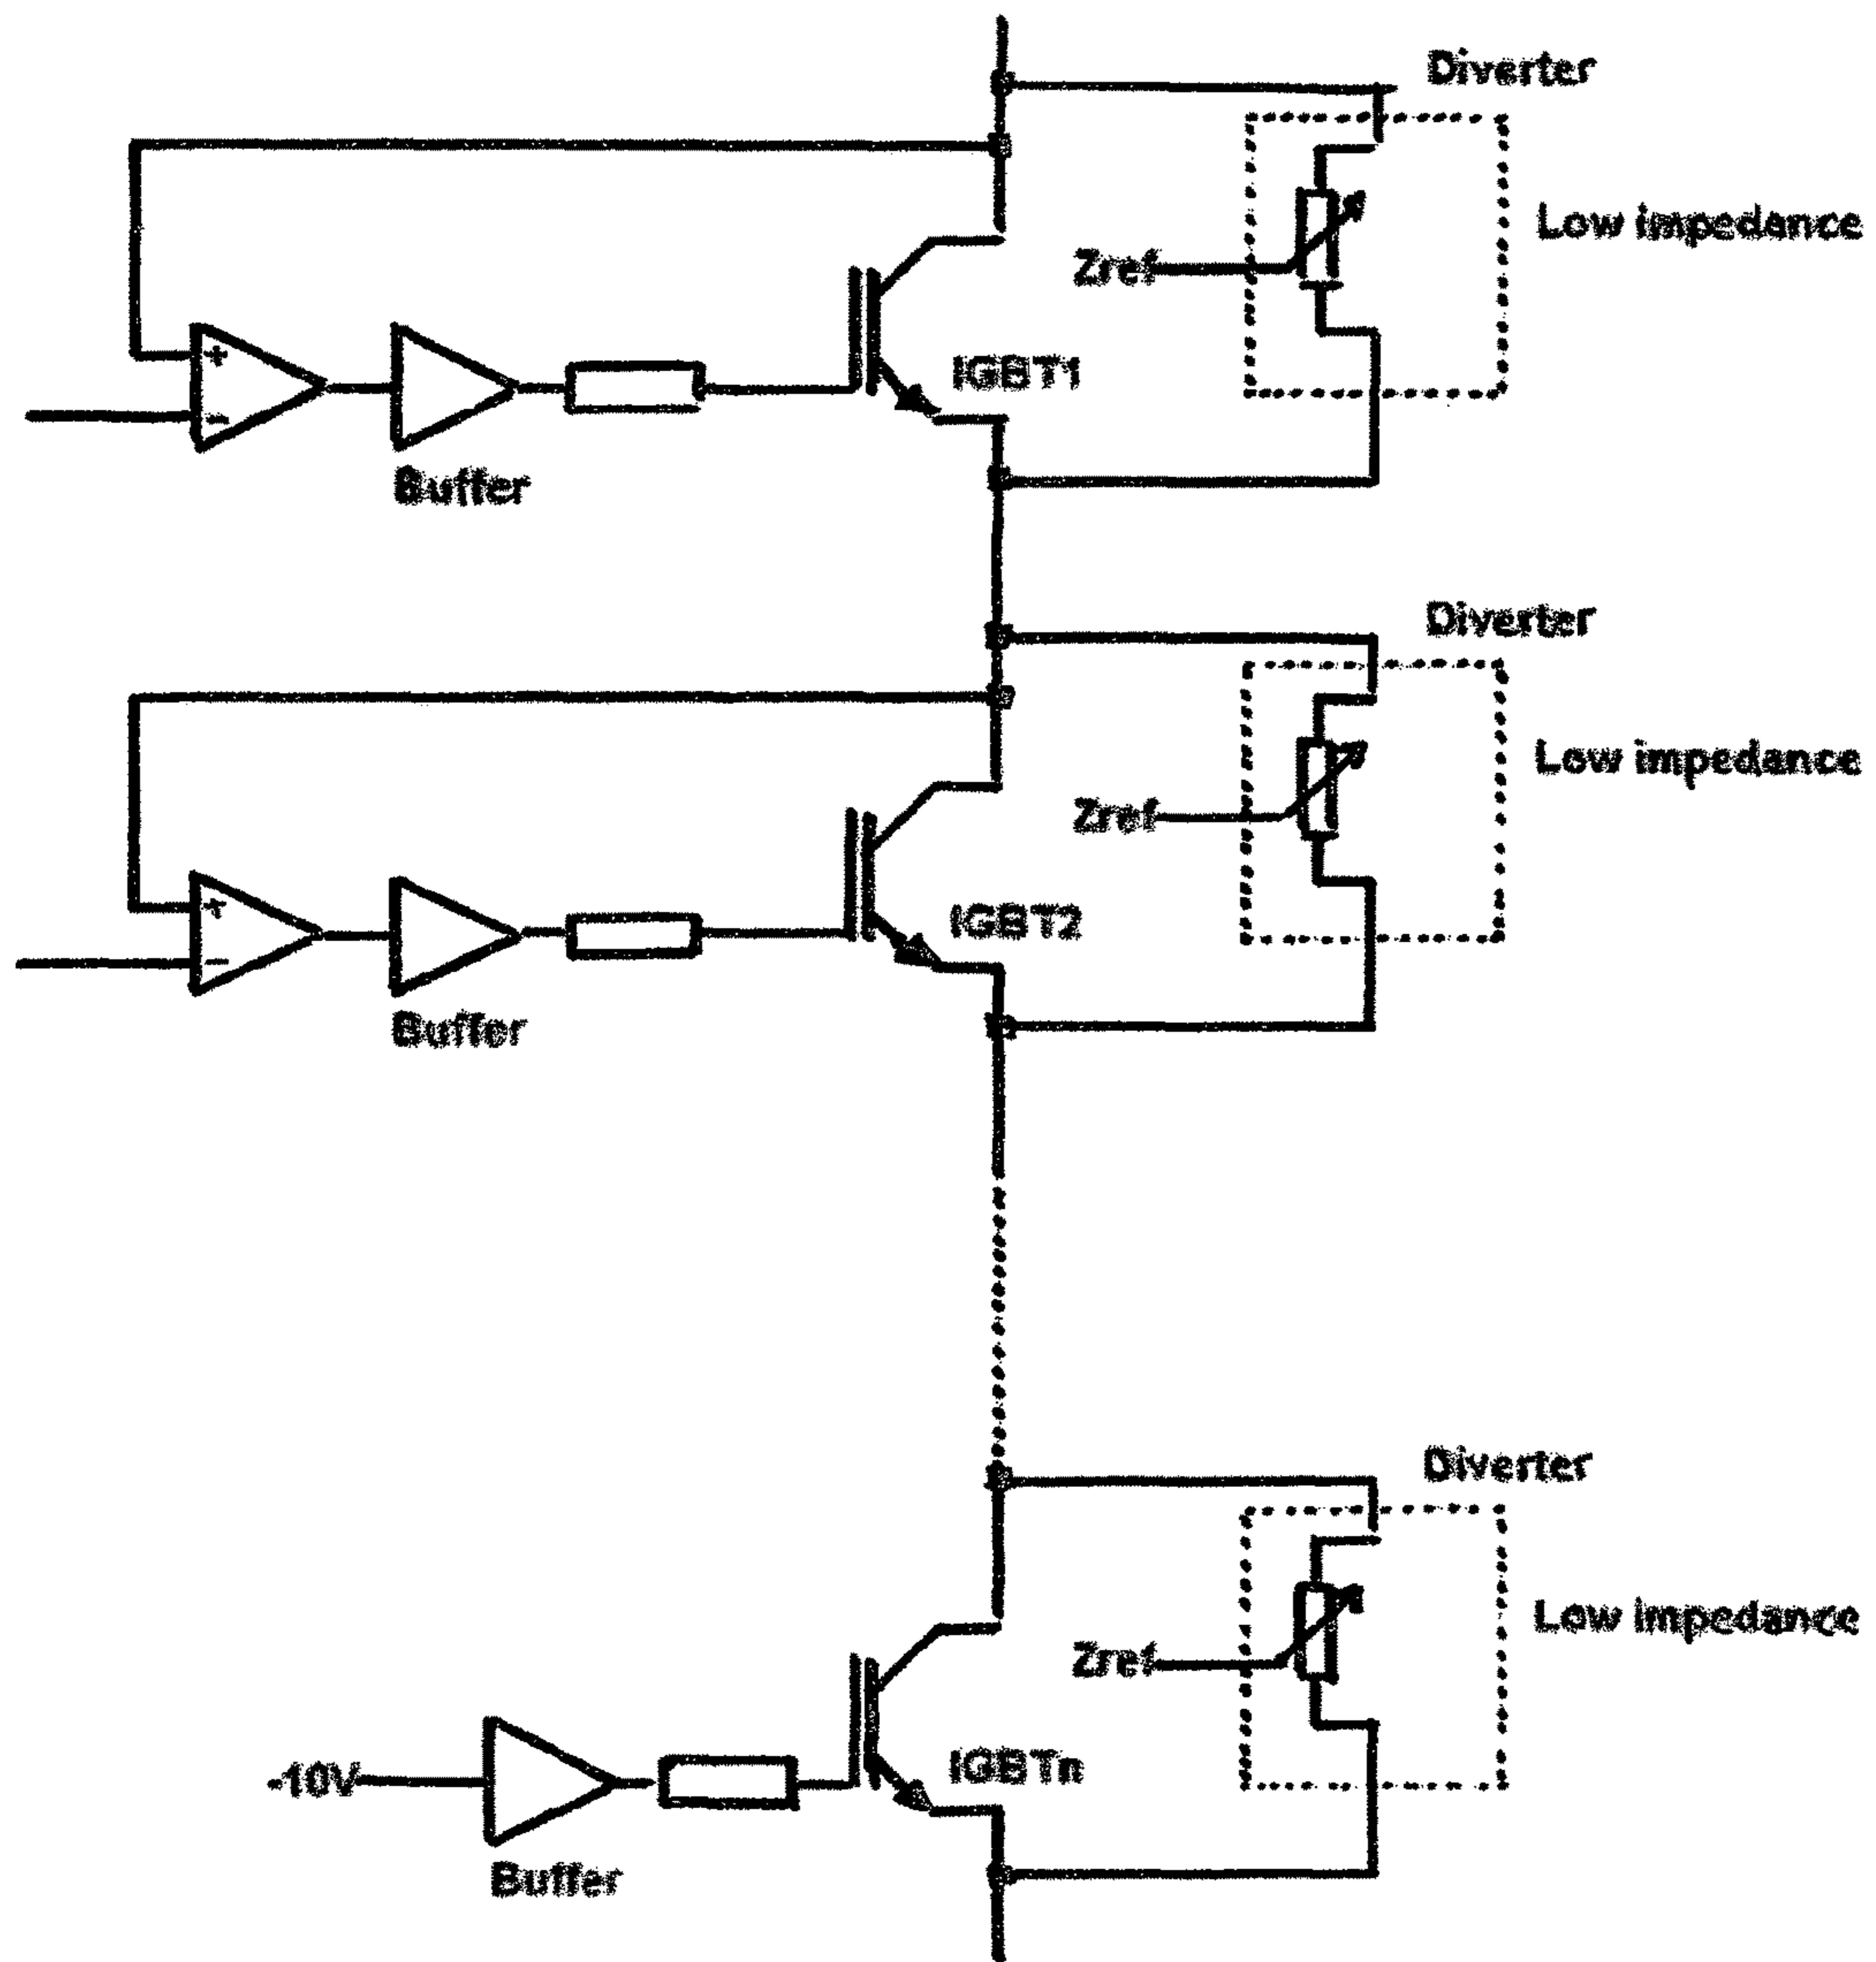 Diverter
Low impedance
Zref
+
IGBT1
-
Buffer
Diverter
Low impedance
Zref
+
IGBT2
-
Buffer
Diverter
Low impedance
Zref
-10V
IGBTn
Buffer